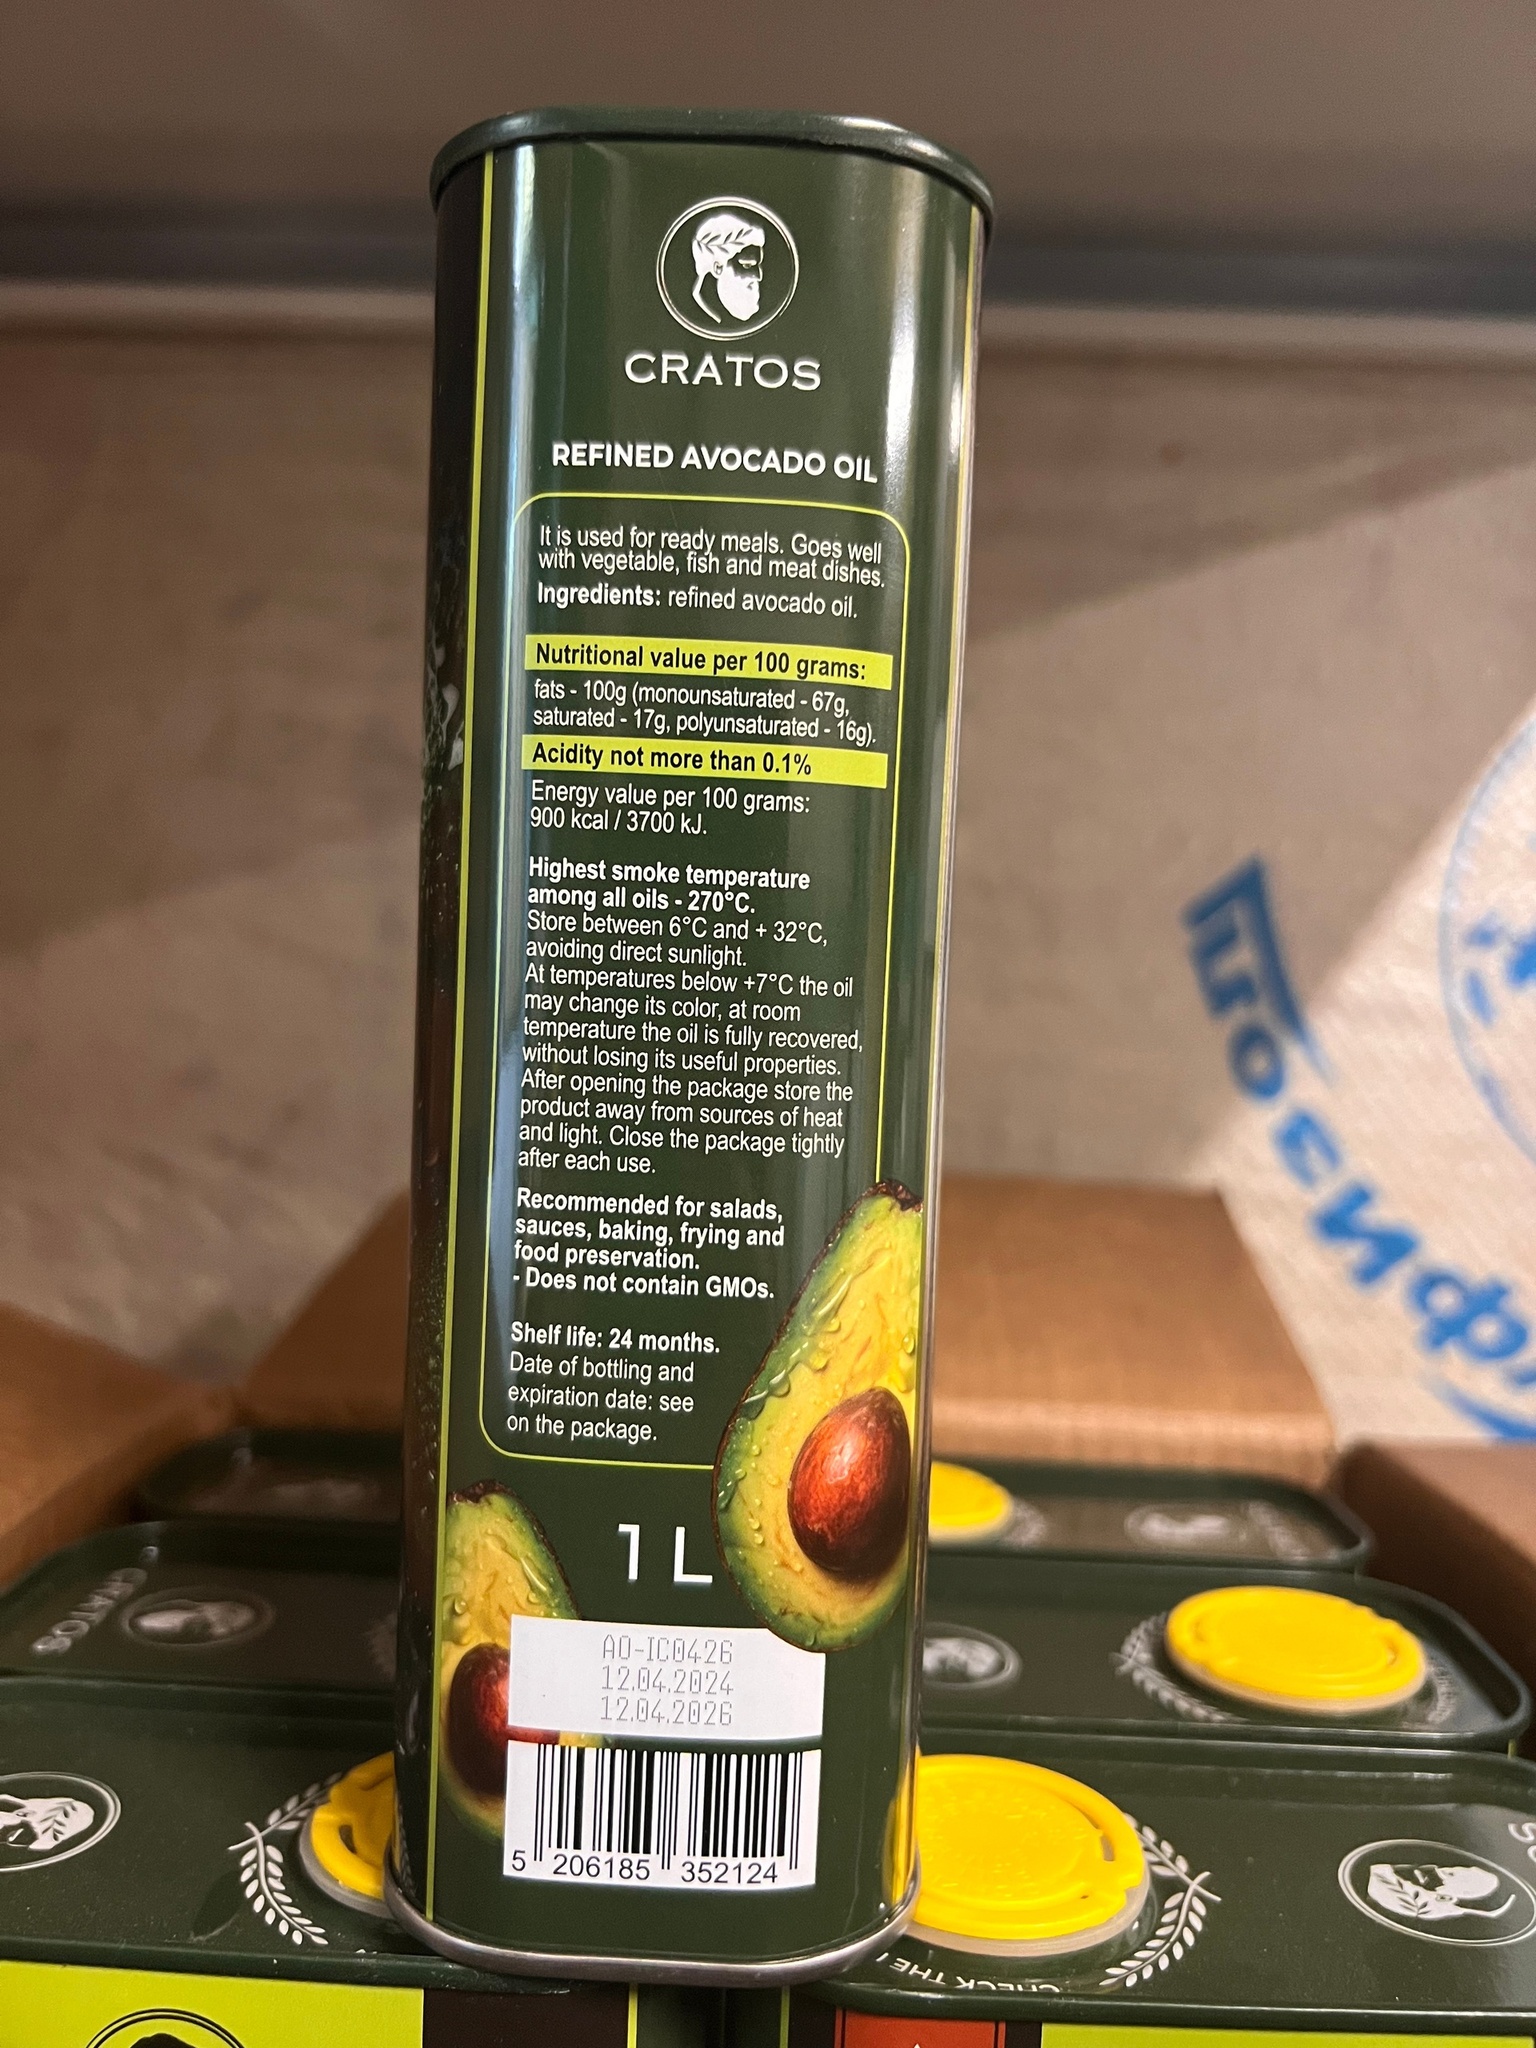 CRATOS
REFINED AVOCADO OIL
It is used for ready meals. Goes well
with vegetable, fish and meat dishes.
Ingredients: refined avocado oil.
Nutritional value per 100 grams:
fats - 100g (monounsaturated - 67g,
saturated - 17g, polyunsaturated - 16g).
Acidity not more than 0.1%
Energy value per 100 grams:
900 kcal / 3700 kJ.
Highest smoke temperature
among all oils - 270°C.
Store between 6°C and + 32°C,
avoiding direct sunlight.
At temperatures below +7°C the oil
may change its color, at room
temperature the oil is fully recovered,
without losing its useful properties.
After opening the package store the
product away from sources of heat
and light. Close the package tightly
after each use.
Recommended for salads,
sauces, baking, frying and
food preservation.
- Does not contain GMOs.
Shelf life: 24 months.
Date of bottling and
expiration date: see
on the package.
1 L
AO-IC0426
12.04.2024
12.04.2026
5 206185 352124
CRATOS
CHECK THE